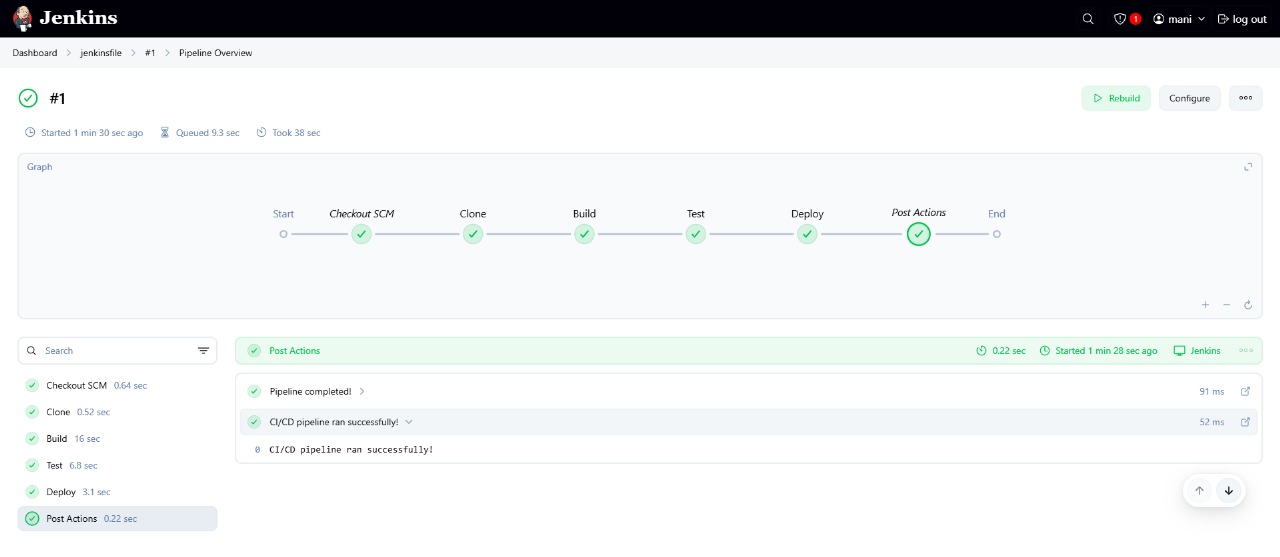 Jenkins
1 mani log out
Dashboard jenkinsfile #1 Pipeline Overview
#1
Rebuild Configure
Started 1 min 30 sec ago Queued 9.3 sec Took 38 sec
Graph
Start Checkout SCM Clone Build Test Deploy Post Actions End
Search
Checkout SCM 0.64 sec
Clone 0.52 sec
Build 16 sec
Test 6.8 sec
Deploy 3.1 sec
Post Actions 0.22 sec
Post Actions 0.22 sec Started 1 min 28 sec ago Jenkins
Pipeline completed! 91 ms
CI/CD pipeline ran successfully! 52 ms
0 CI/CD pipeline ran successfully!